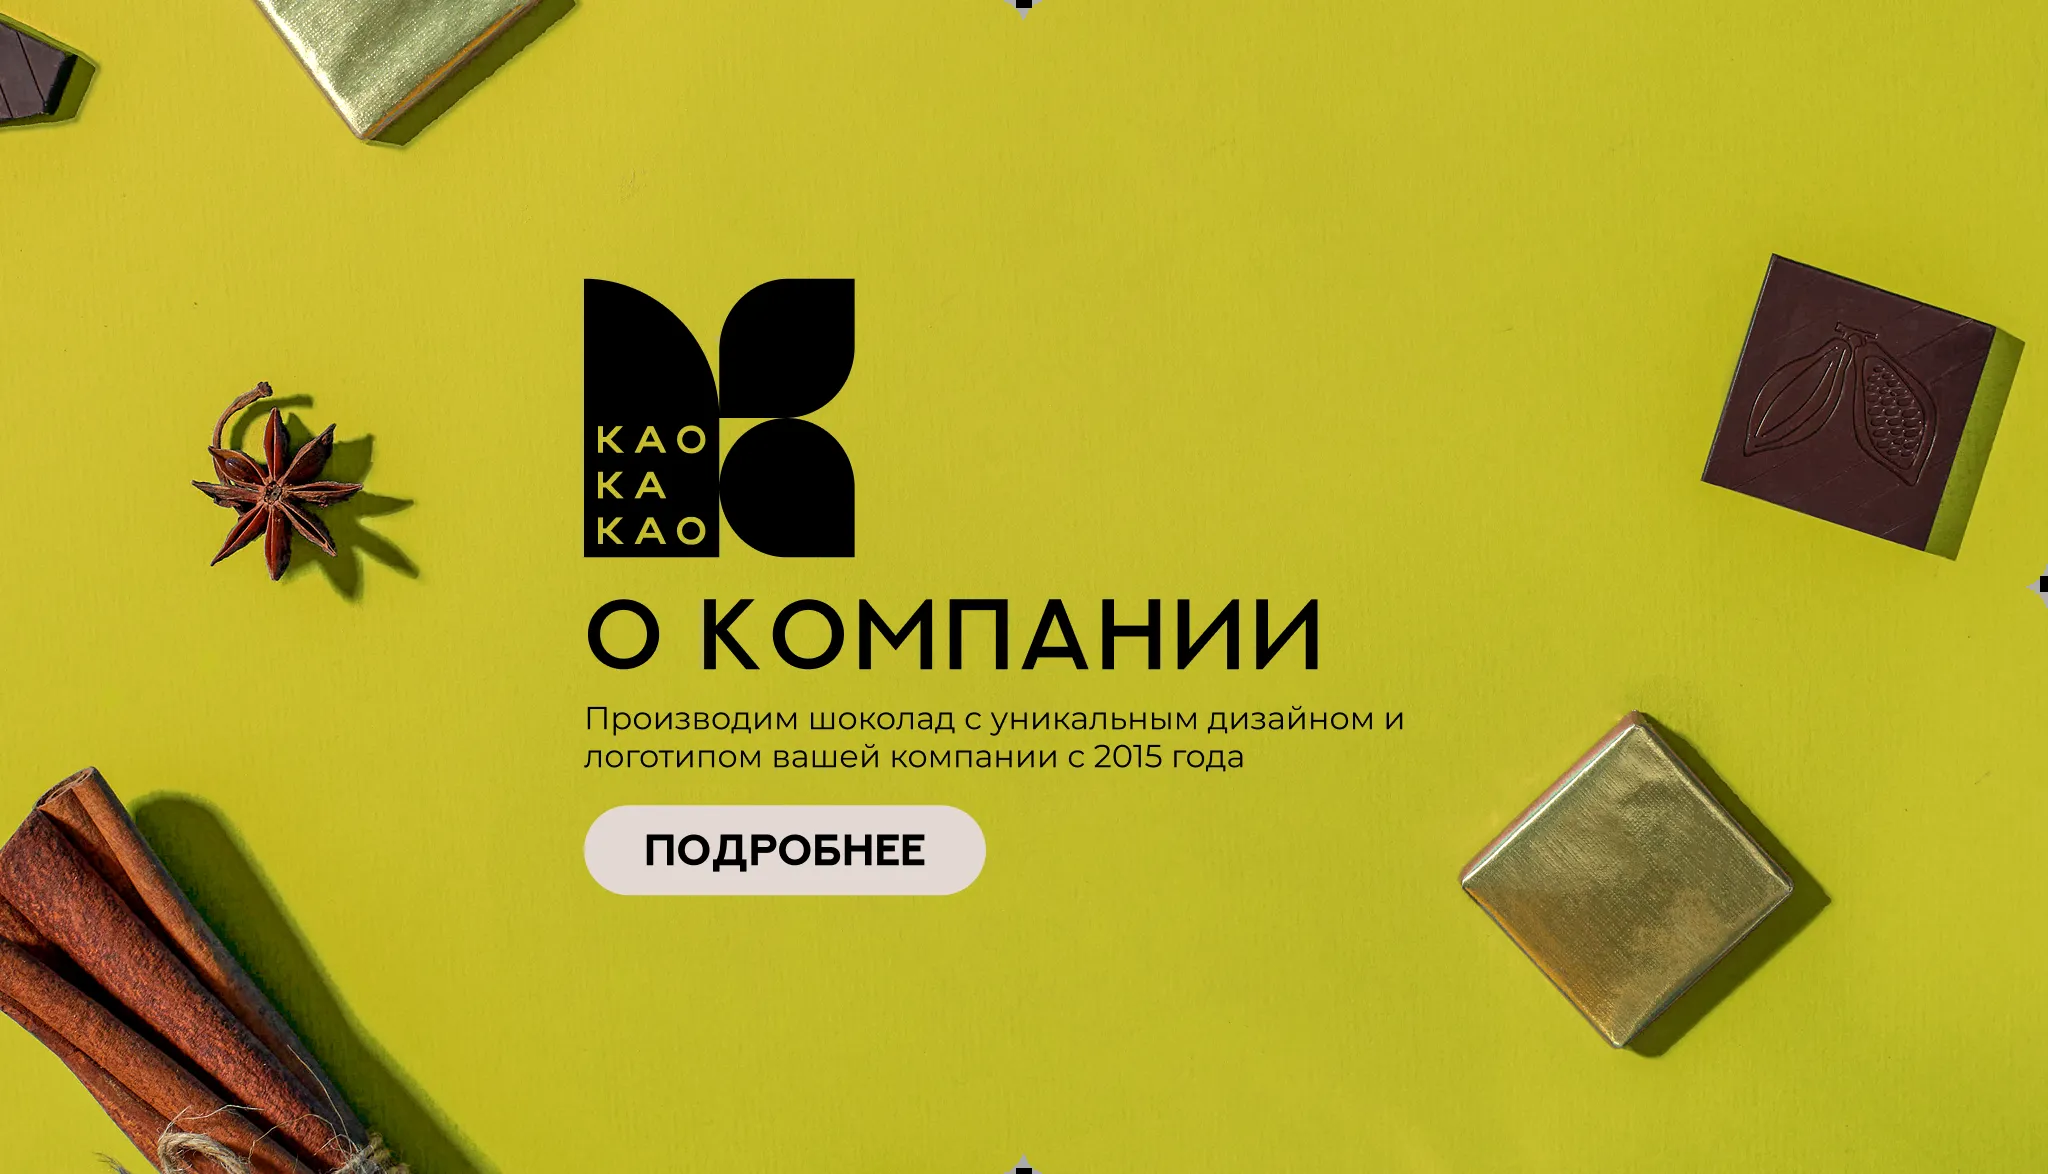 КАО
КА
КАО
О КОМПАНИИ
Производим шоколад с уникальным дизайном и
логотипом вашей компании с 2015 года
ПОДРОБНЕЕ